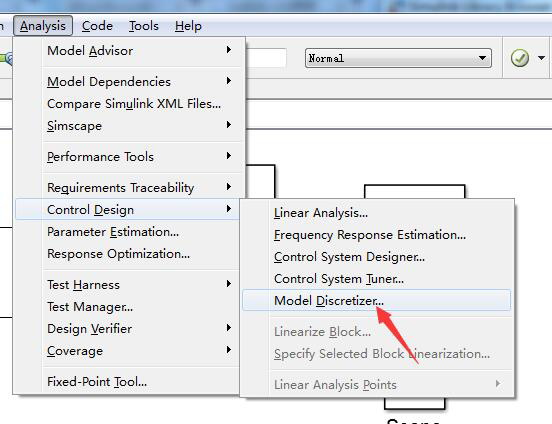 Analysis Code Tools Help
Model Advisor
Normal
Model Dependencies
Compare Simulink XML Files...
Simscape
Performance Tools
Requirements Traceability
Control Design
Parameter Estimation...
Response Optimization...
Test Harness
Test Manager...
Design Verifier
Coverage
Fixed-Point Tool...
Linear Analysis...
Frequency Response Estimation...
Control System Designer...
Control System Tuner...
Model Discretizer...
Linearize Block...
Specify Selected Block Linearization...
Linear Analysis Points